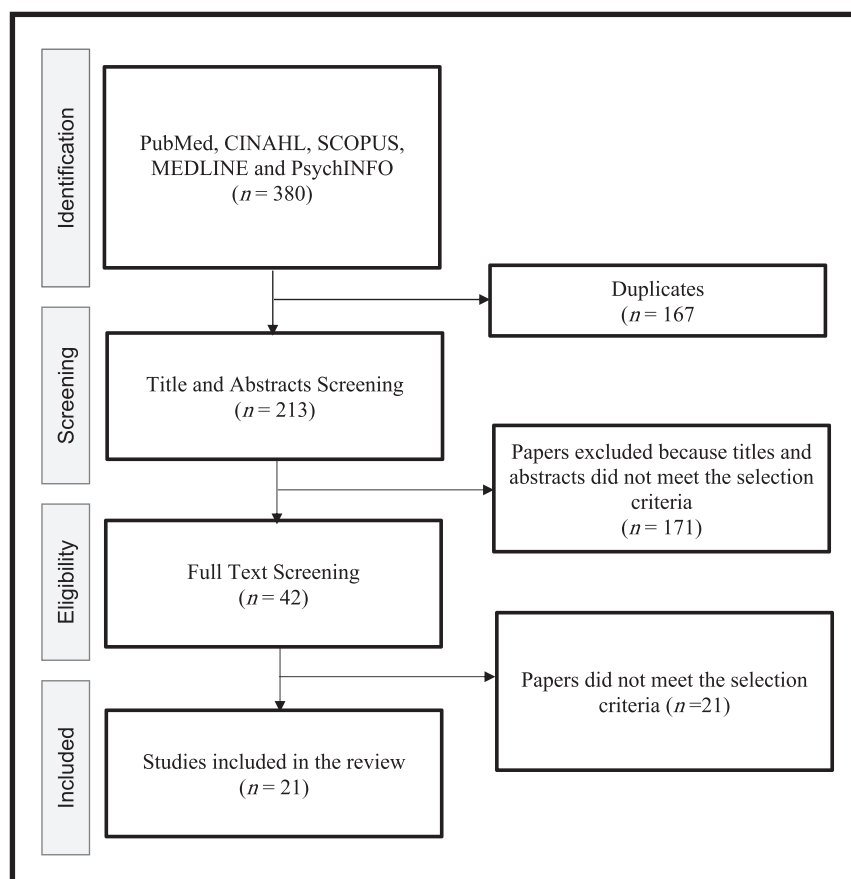 Identification
PubMed, CINAHL, SCOPUS,
MEDLINE and PsychINFO
(n = 380)
Duplicates
(n = 167
Screening
Title and Abstracts Screening
(n = 213)
Papers excluded because titles and
abstracts did not meet the selection
criteria
(n = 171)
Eligibility
Full Text Screening
(n = 42)
Papers did not meet the selection
criteria (n =21)
Included
Studies included in the review
(n = 21)